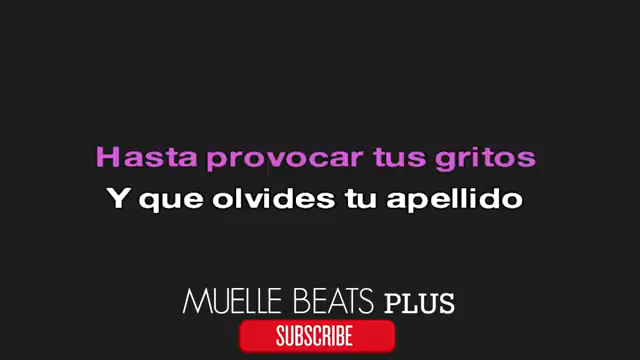 Hasta provocar tus gritos
Y que olvides tu apellido
MUELLE BEATS PLUS
SUBSCRIBE